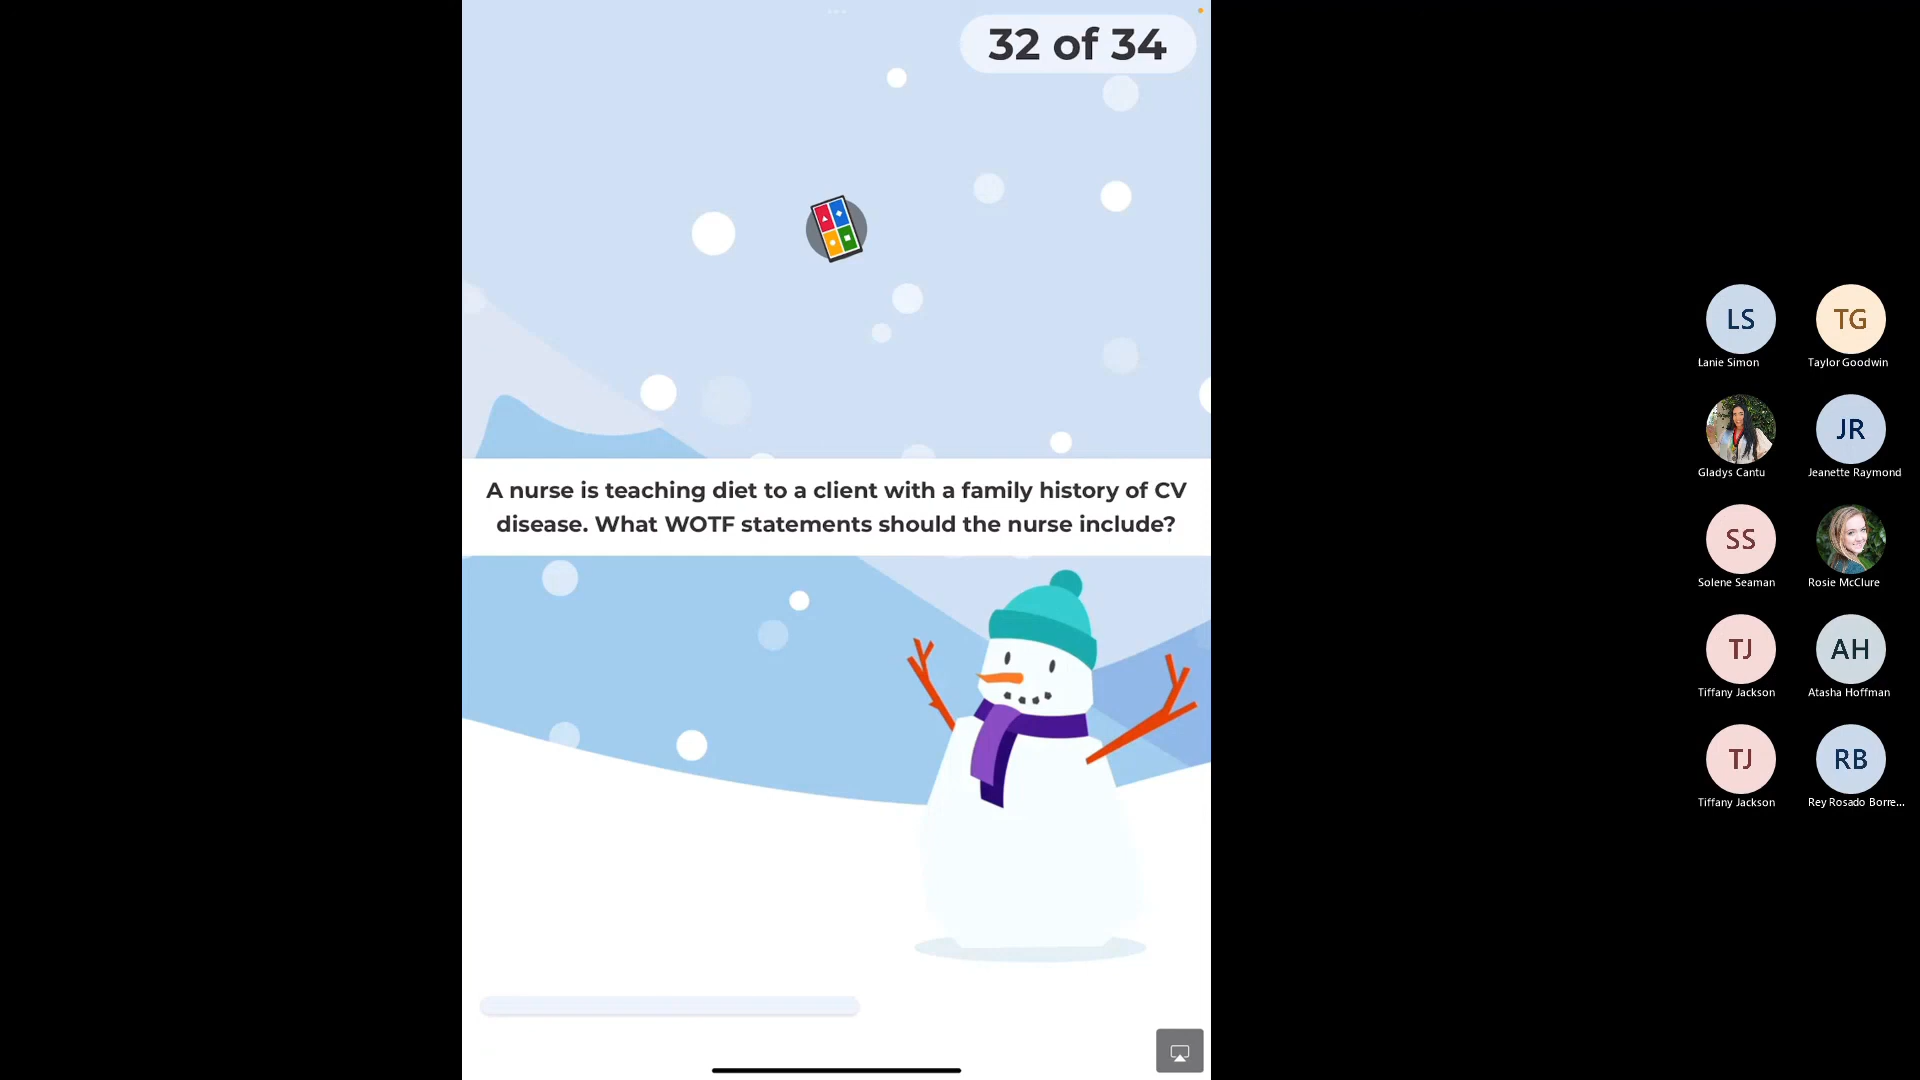 32 of 34
A nurse is teaching diet to a client with a family history of CV
disease. What WOTF statements should the nurse include?
LS
Lanie Simon
TG
Taylor Goodwin
Gladys Cantu
JR
Jeanette Raymond
SS
Solene Seaman
Rosie McClure
TJ
Tiffany Jackson
AH
Atasha Hoffman
TJ
Tiffany Jackson
RB
Rey Rosado Borre...